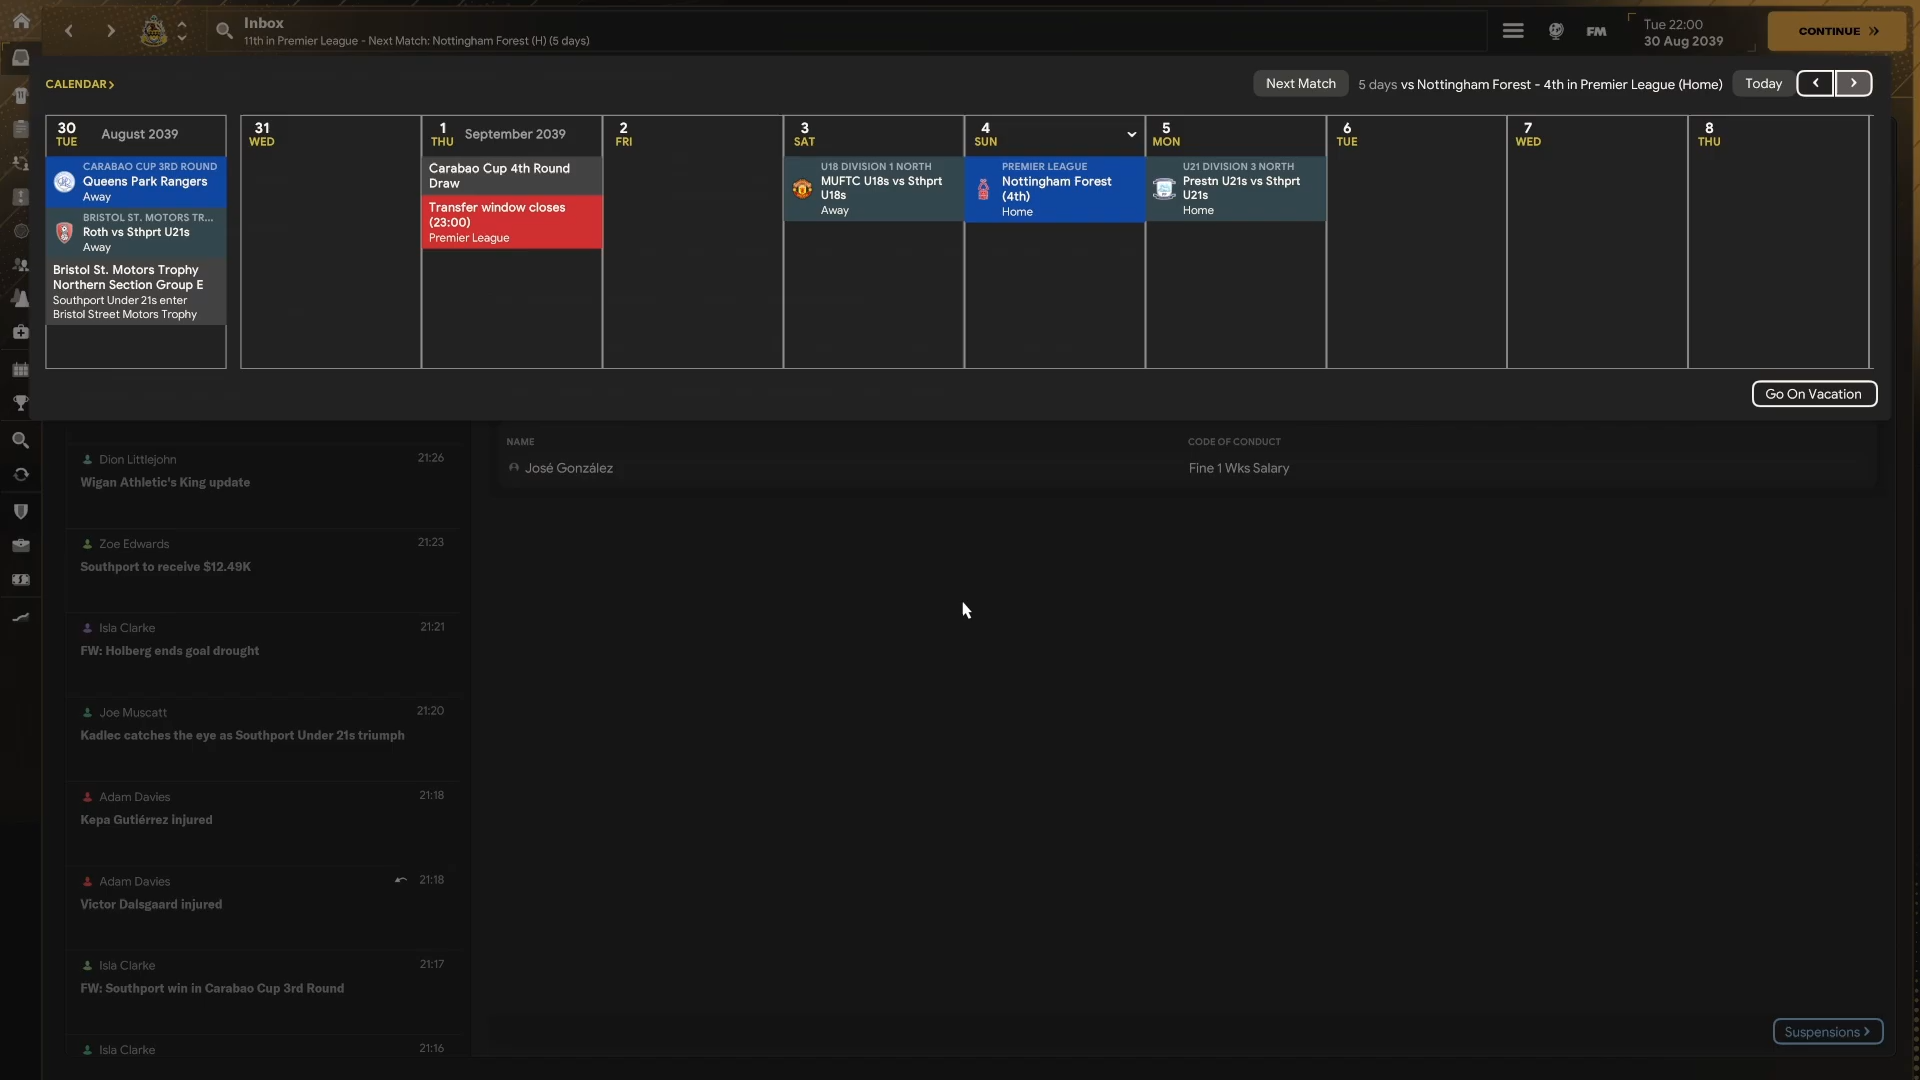 Inbox
11th in Premier League - Next Match: Nottingham Forest (H) (5 days)
FM
Tue 22:00
30 Aug 2039
CONTINUE
CALENDAR
Next Match
5 days vs Nottingham Forest - 4th in Premier League (Home)
Today
30
TUE
August 2039
CARABAO CUP 3RD ROUND
Queens Park Rangers
Away
BRISTOL ST. MOTORS TR...
Roth vs Sthprt U21s
Away
Bristol St. Motors Trophy
Northern Section Group E
Southport Under 21s enter
Bristol Street Motors Trophy
31
WED
1
THU
September 2039
Carabao Cup 4th Round
Draw
Transfer window closes
(23:00)
Premier League
2
FRI
3
SAT
U18 DIVISION 1 NORTH
MUFTC U18s vs Sthprt
U18s
Away
4
SUN
PREMIER LEAGUE
Nottingham Forest
(4th)
Home
5
MON
U21 DIVISION 3 NORTH
Prestn U21s vs Sthprt
U21s
Home
6
TUE
7
WED
8
THU
Go On Vacation
NAME
CODE OF CONDUCT
José González
Fine 1 Wks Salary
Dion Littlejohn
21:26
Wigan Athletic's King update
Zoe Edwards
21:23
Southport to receive $12.49K
Isla Clarke
21:21
FW: Holberg ends goal drought
Joe Muscatt
21:20
Kadlec catches the eye as Southport Under 21s triumph
Adam Davies
21:18
Kepa Gutiérrez injured
Adam Davies
21:18
Victor Dalsgaard injured
Isla Clarke
21:17
FW: Southport win in Carabao Cup 3rd Round
Isla Clarke
21:16
Suspensions